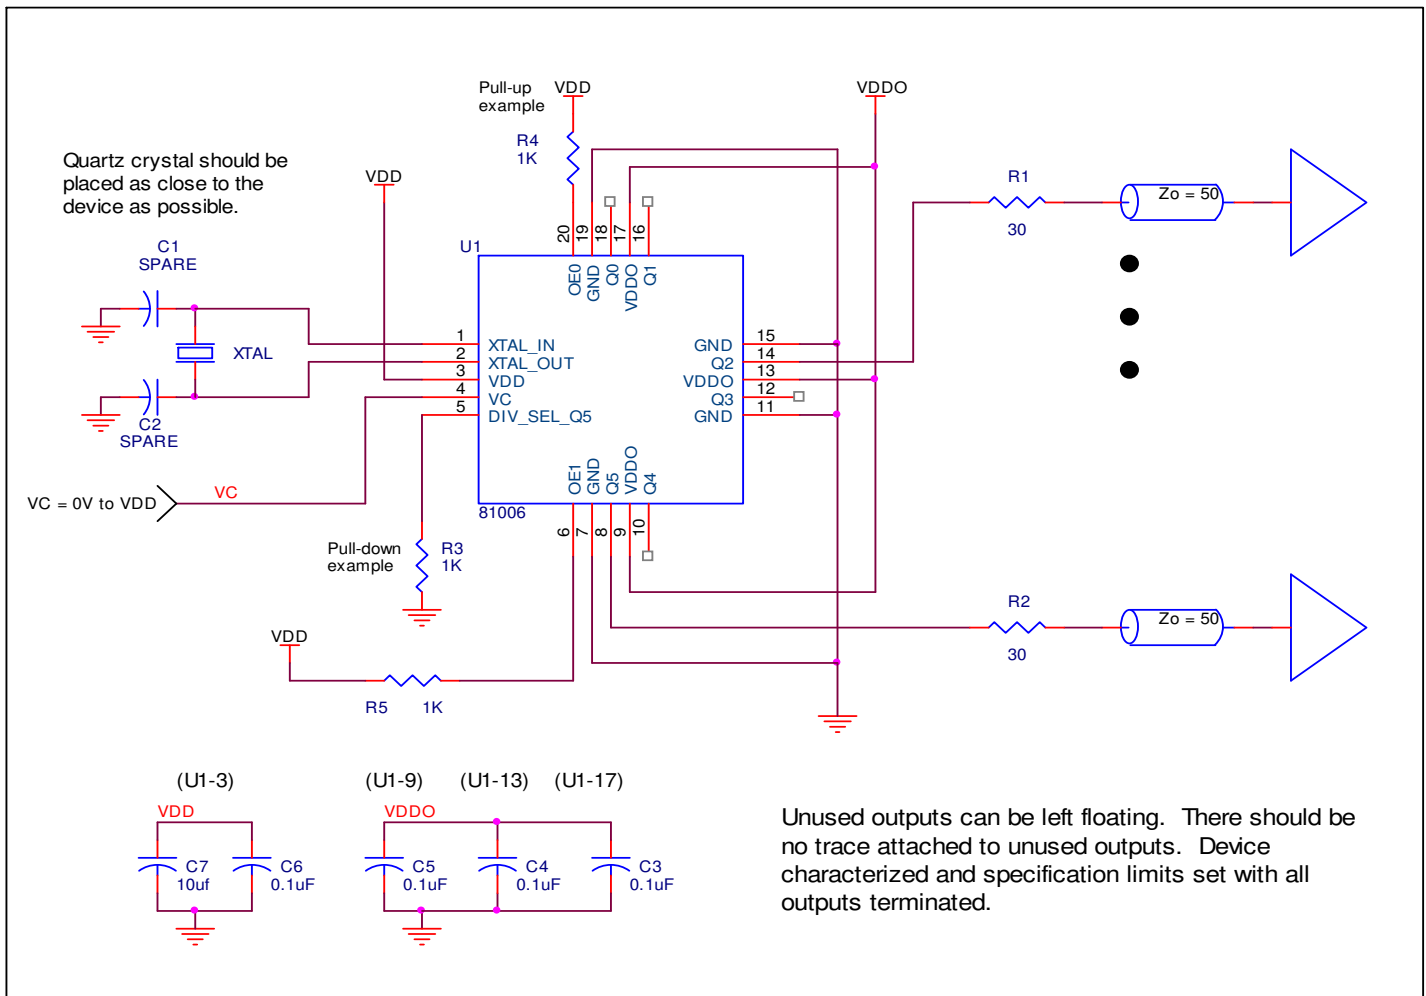 Pull-up
example
VDD
VDDO
R4
1K
Quartz crystal should be
placed as close to the
device as possible.
VDD
R1
30
Zo = 50
C1
SPARE
U1
20
19
18
17
16
OE0
GND
Q0
VDDO
Q1
XTAL
1
2
3
4
5
XTAL_IN
XTAL_OUT
VDD
VC
DIV_SEL_Q5
GND
Q2
VDDO
Q3
GND
15
14
13
12
11
C2
SPARE
OE1
GND
Q5
VDDO
Q4
81006
6
7
8
9
10
VC = 0V to VDD
VC
Pull-down
example
R3
1K
R2
30
Zo = 50
VDD
R5
1K
(U1-3)
(U1-9)
(U1-13)
(U1-17)
VDD
VDDO
C7
10uf
C6
0.1uF
C5
0.1uF
C4
0.1uF
C3
0.1uF
Unused outputs can be left floating.  There should be
no trace attached to unused outputs.  Device
characterized and specification limits set with all
outputs terminated.